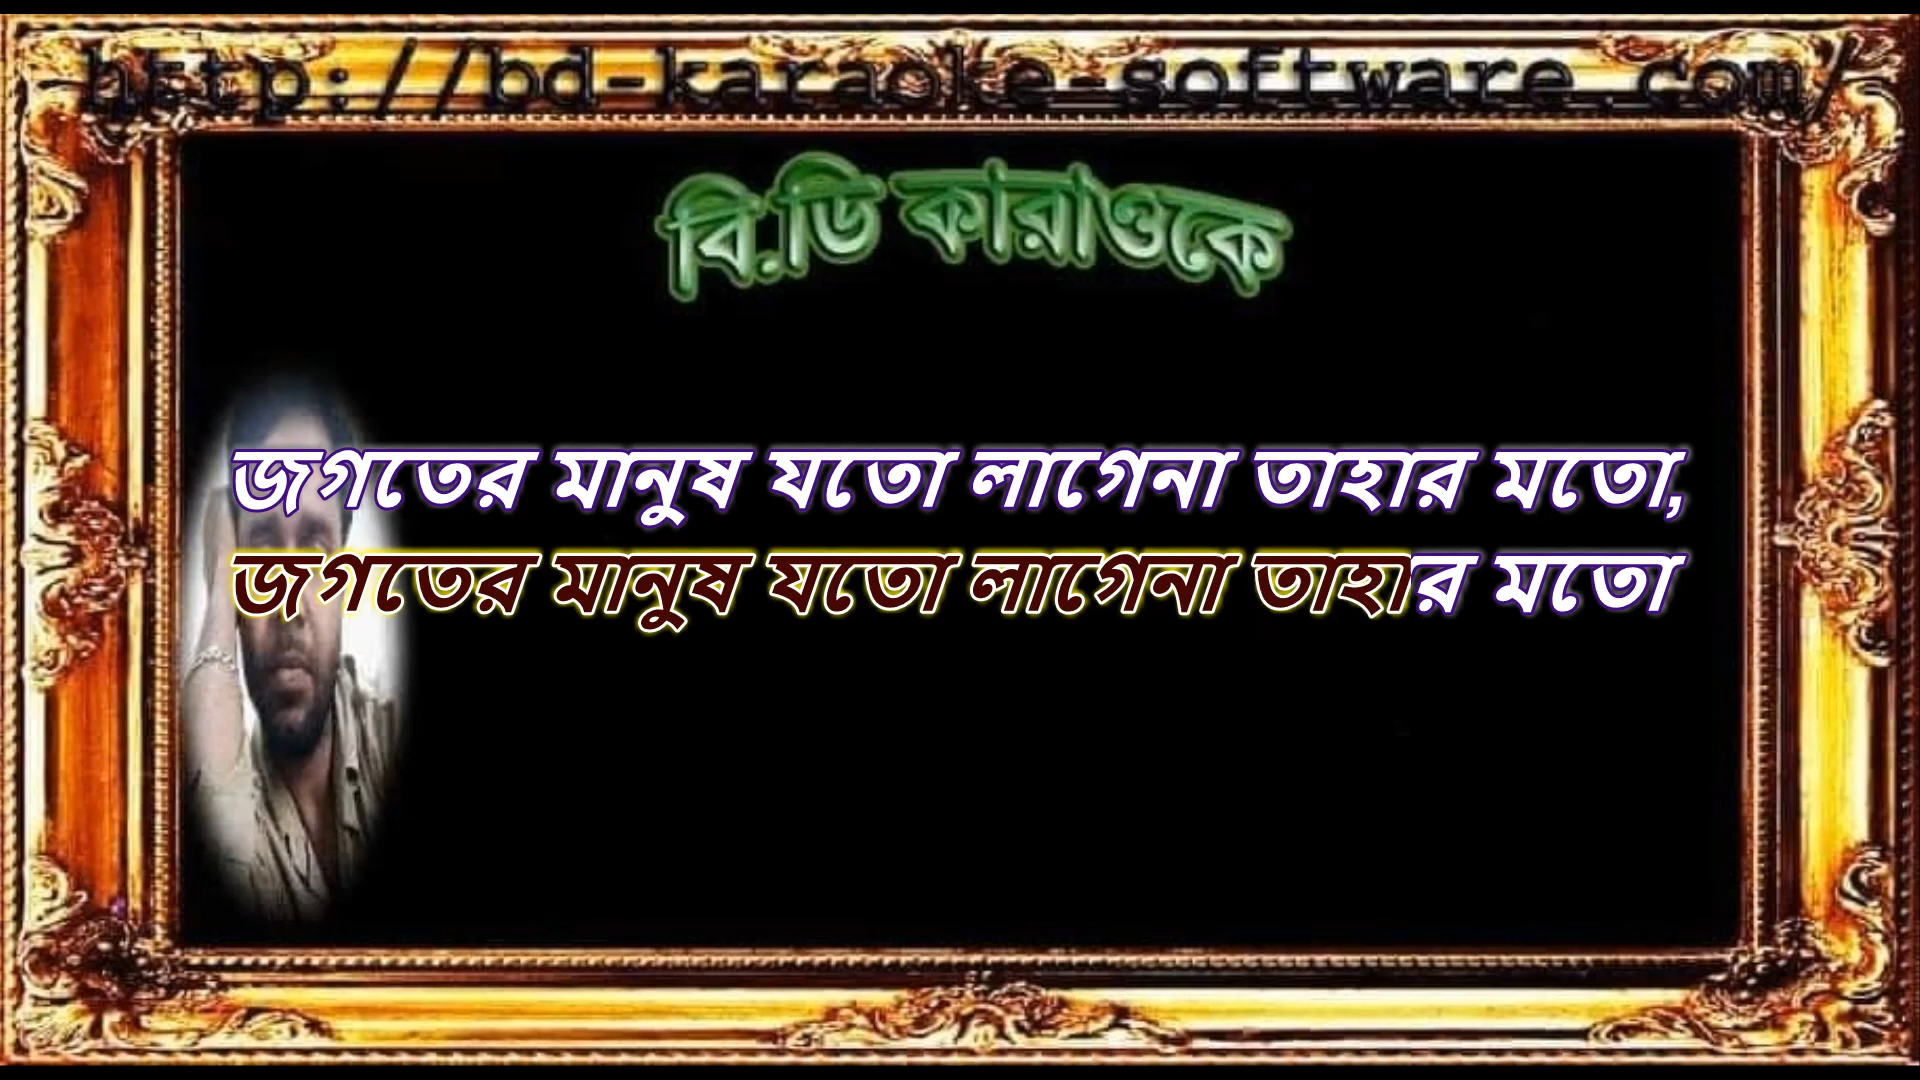 http://bd-karaoke-software.com/
বি.ডি কারাওকে
জগতের মানুষ যতো লাগেনা তাহার মতো,
জগতের মানুষ যতো লাগেনা তাহার মতো